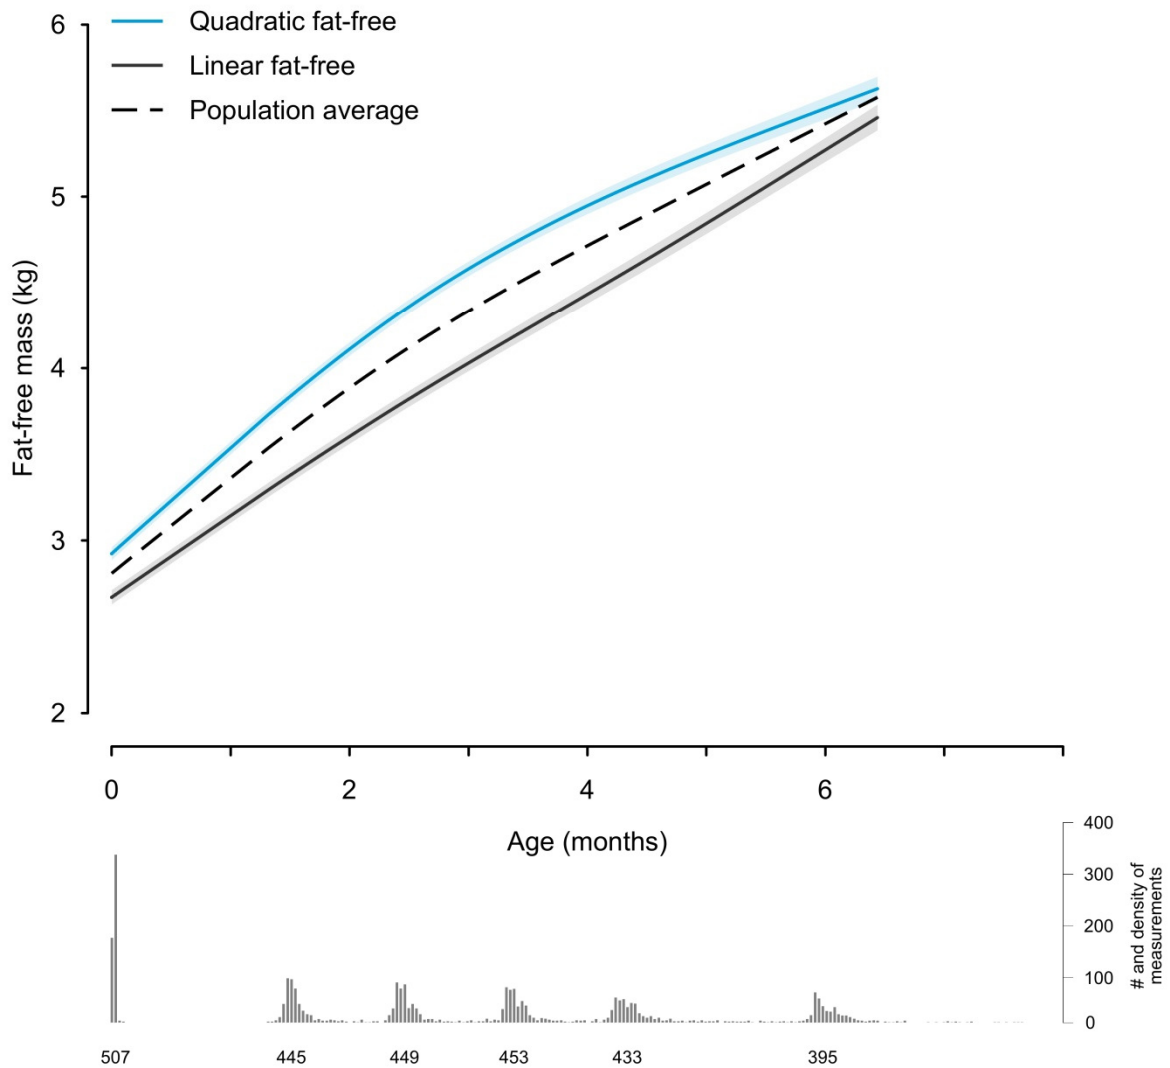 Quadratic fat-free
Linear fat-free
Population average
6
5
4
3
2
Fat-free mass (kg)
0 2 4 6
Age (months)
400
300
200
100
0
# and density of
measurements
507 445 449 453 433 395